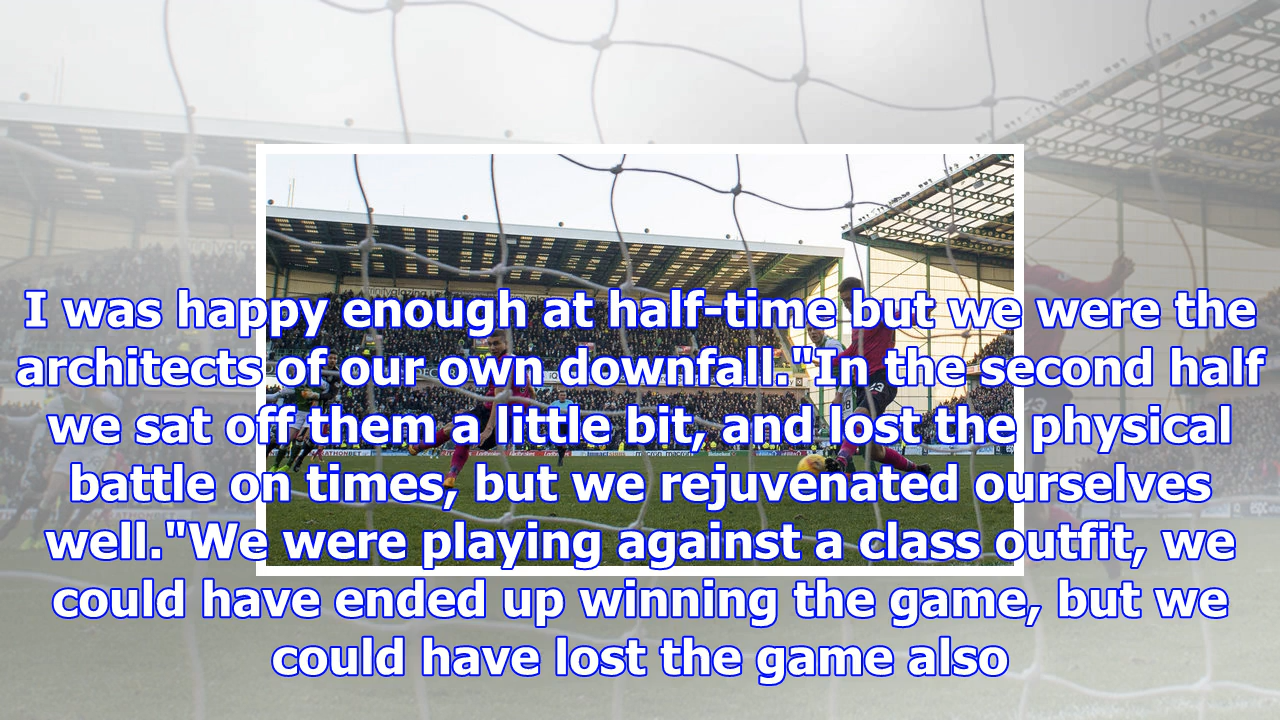 I was happy enough at half-time but we were the
architects of our own downfall."In the second half
we sat off them a little bit, and lost the physical
battle on times, but we rejuvenated ourselves
well."We were playing against a class outfit, we
could have ended up winning the game, but we
could have lost the game also